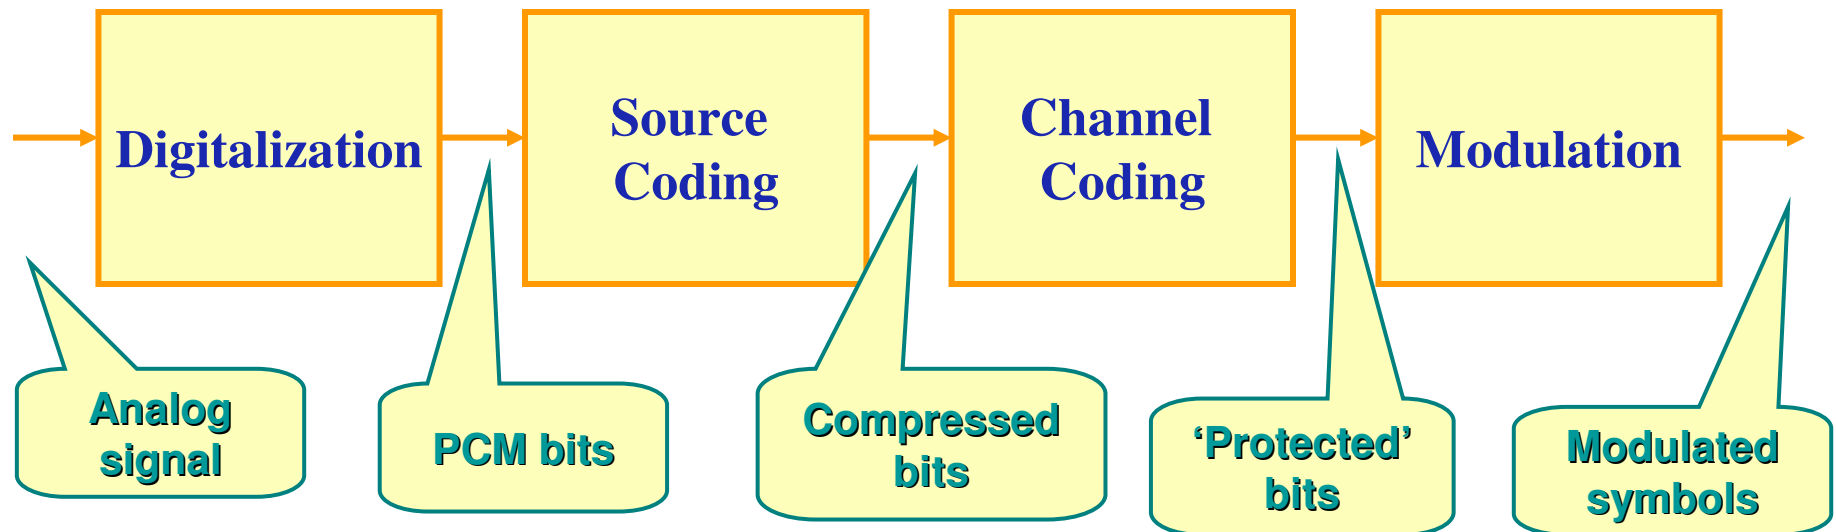 Digitalization
Source
Coding
Channel
Coding
Modulation
Analog
signal
PCM bits
Compressed
bits
‘Protected’
bits
Modulated
symbols